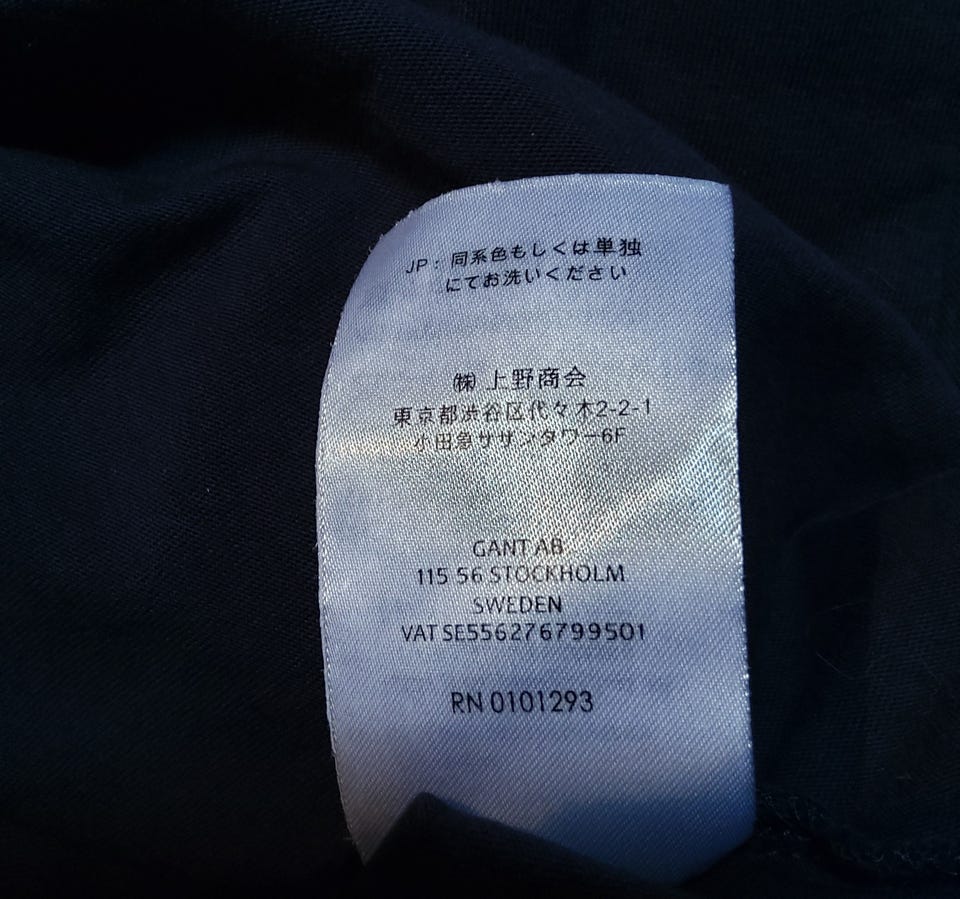 JP : 同系色もしくは単独
にてお洗いください
㈱ 上野商会
東京都渋谷区代々木2-2-1
小田急サザンタワー6F
GANT AB
115 56 STOCKHOLM
SWEDEN
VAT SE556276799501
RN 0101293